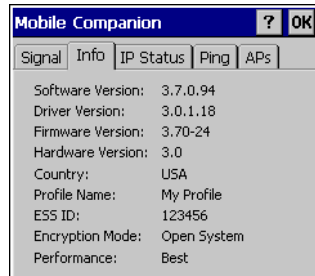 Mobile Companion ? OK
Signal Info IP Status Ping APs
Software Version: 3.7.0.94
Driver Version: 3.0.1.18
Firmware Version: 3.70-24
Hardware Version: 3.0
Country: USA
Profile Name: My Profile
ESS ID: 123456
Encryption Mode: Open System
Performance: Best